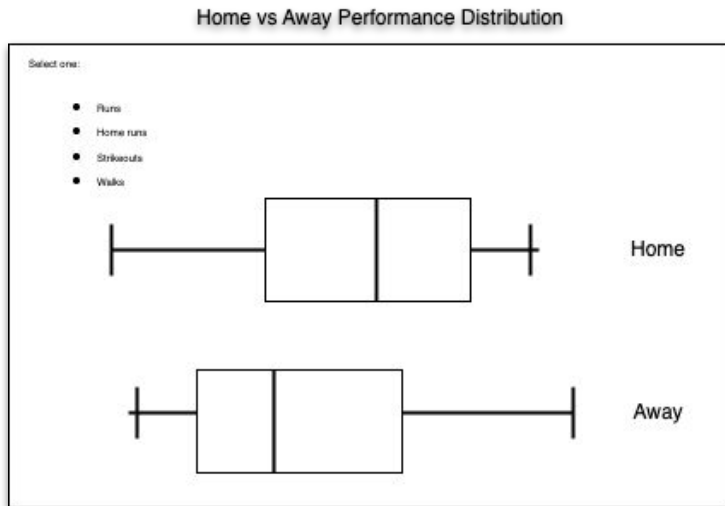 Home vs Away Performance Distribution
Select one:
Runs
Home runs
Strikeouts
Walks
Home
Away